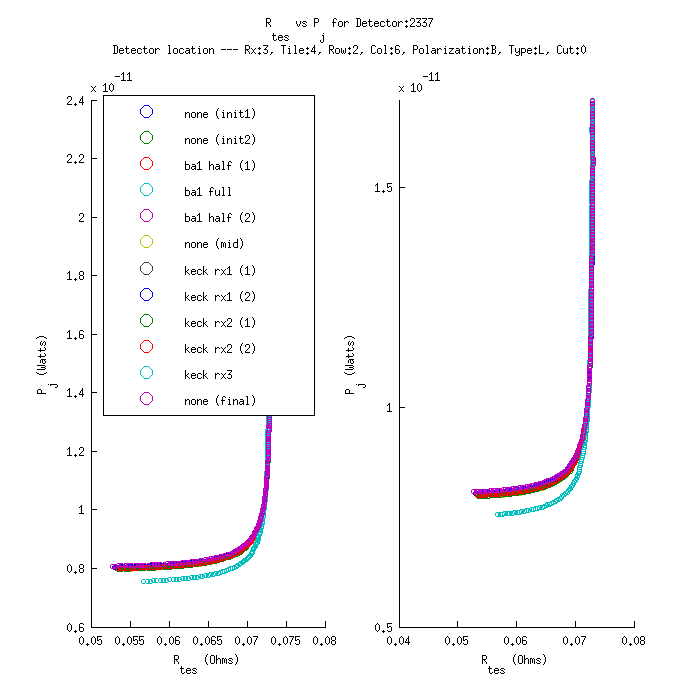 R vs P for Detector:2337
tes j
Detector location --- Rx:3, Tile:4, Row:2, Col:6, Polarization:B, Type:L, Cut:0
x 10 -11
2.4
2.2
2
1.8
1.6
1.4
1.2
1
0.8
0.6
P j (Watts)
none (init1)
none (init2)
ba1 half (1)
ba1 full
ba1 half (2)
none (mid)
keck rx1 (1)
keck rx1 (2)
keck rx2 (1)
keck rx2 (2)
keck rx3
none (final)
0.05 0.055 0.06 0.065 0.07 0.075 0.08
R tes (Ohms)
x 10 -11
1.5
1
0.5
P j (Watts)
0.04 0.05 0.06 0.07 0.08
R tes (Ohms)